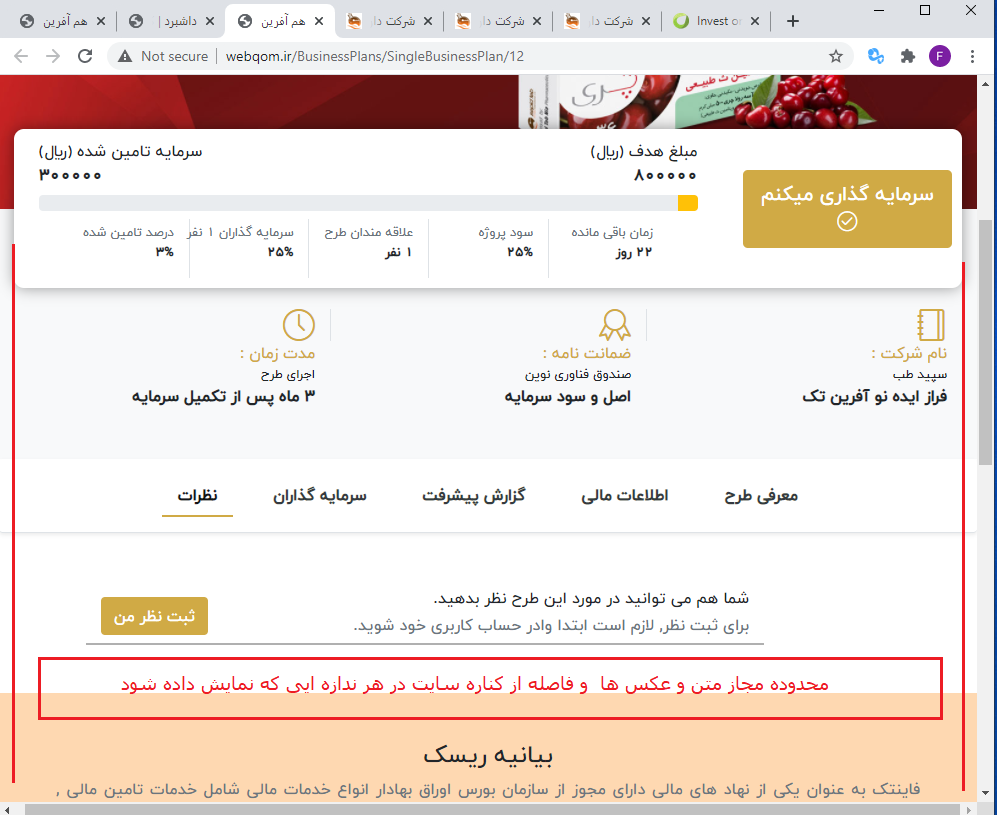 هم آفرین
داشبرد |
هم آفرین
شرکت دا
شرکت دا
شرکت دا
Invest o
Not secure | webqom.ir/BusinessPlans/SingleBusinessPlan/12
F
ین ث طبیعی
پری
مبلغ هدف (ریال)
۸۰۰۰۰۰
سرمایه تامین شده (ریال)
۳۰۰۰۰۰
سرمایه گذاری میکنم
زمان باقی مانده
۲۲ روز
سود پروژه
۲۵%
علاقه مندان طرح
۱ نفر
سرمایه گذاران ۱ نفر
۲۵%
درصد تامین شده
۳%
نام شرکت :
سپید طب
فراز ایده نو آفرین تک
ضمانت نامه :
صندوق فناوری نوین
اصل و سود سرمایه
مدت زمان :
اجرای طرح
۳ ماه پس از تکمیل سرمایه
معرفی طرح
اطلاعات مالی
گزارش پیشرفت
سرمایه گذاران
نظرات
شما هم می توانید در مورد این طرح نظر بدهید.
برای ثبت نظر, لازم است ابتدا وادر حساب کاربری خود شوید.
ثبت نظر من
محدوده مجاز متن و عکس ها و فاصله از کناره سایت در هر ندازه ایی که نمایش داده شود
بیانیه ریسک
فاینتک به عنوان یکی از نهاد های مالی دارای مجوز از سازمان بورس اوراق بهادار انواع خدمات مالی شامل خدمات تامین مالی ,